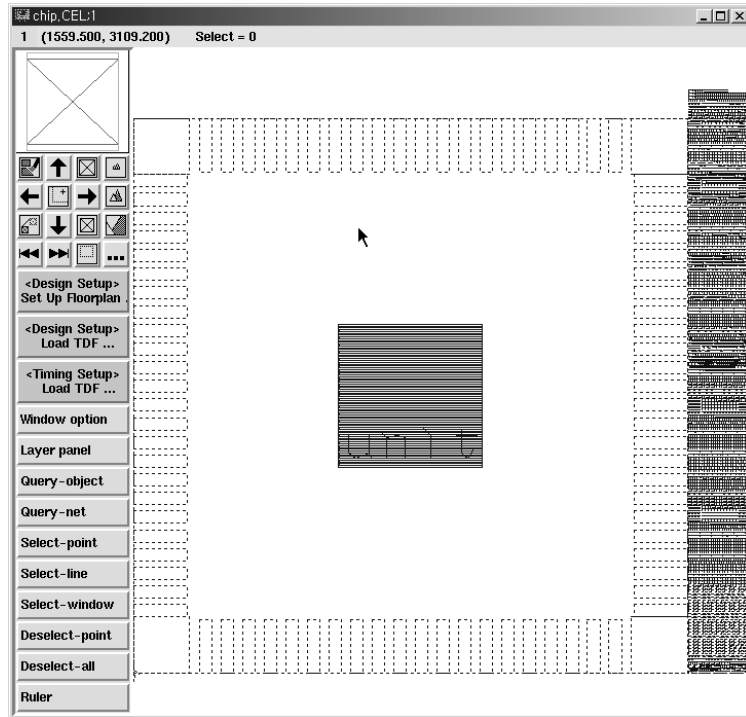 chip.CEL:1
1 (1559.500, 3109.200) Select = 0
<Design Setup>
Set Up Floorplan .
<Design Setup>
Load TDF ...
<Timing Setup>
Load TDF ...
Window option
Layer panel
Query-object
Query-net
Select-point
Select-line
Select-window
Deselect-point
Deselect-all
Ruler
unit